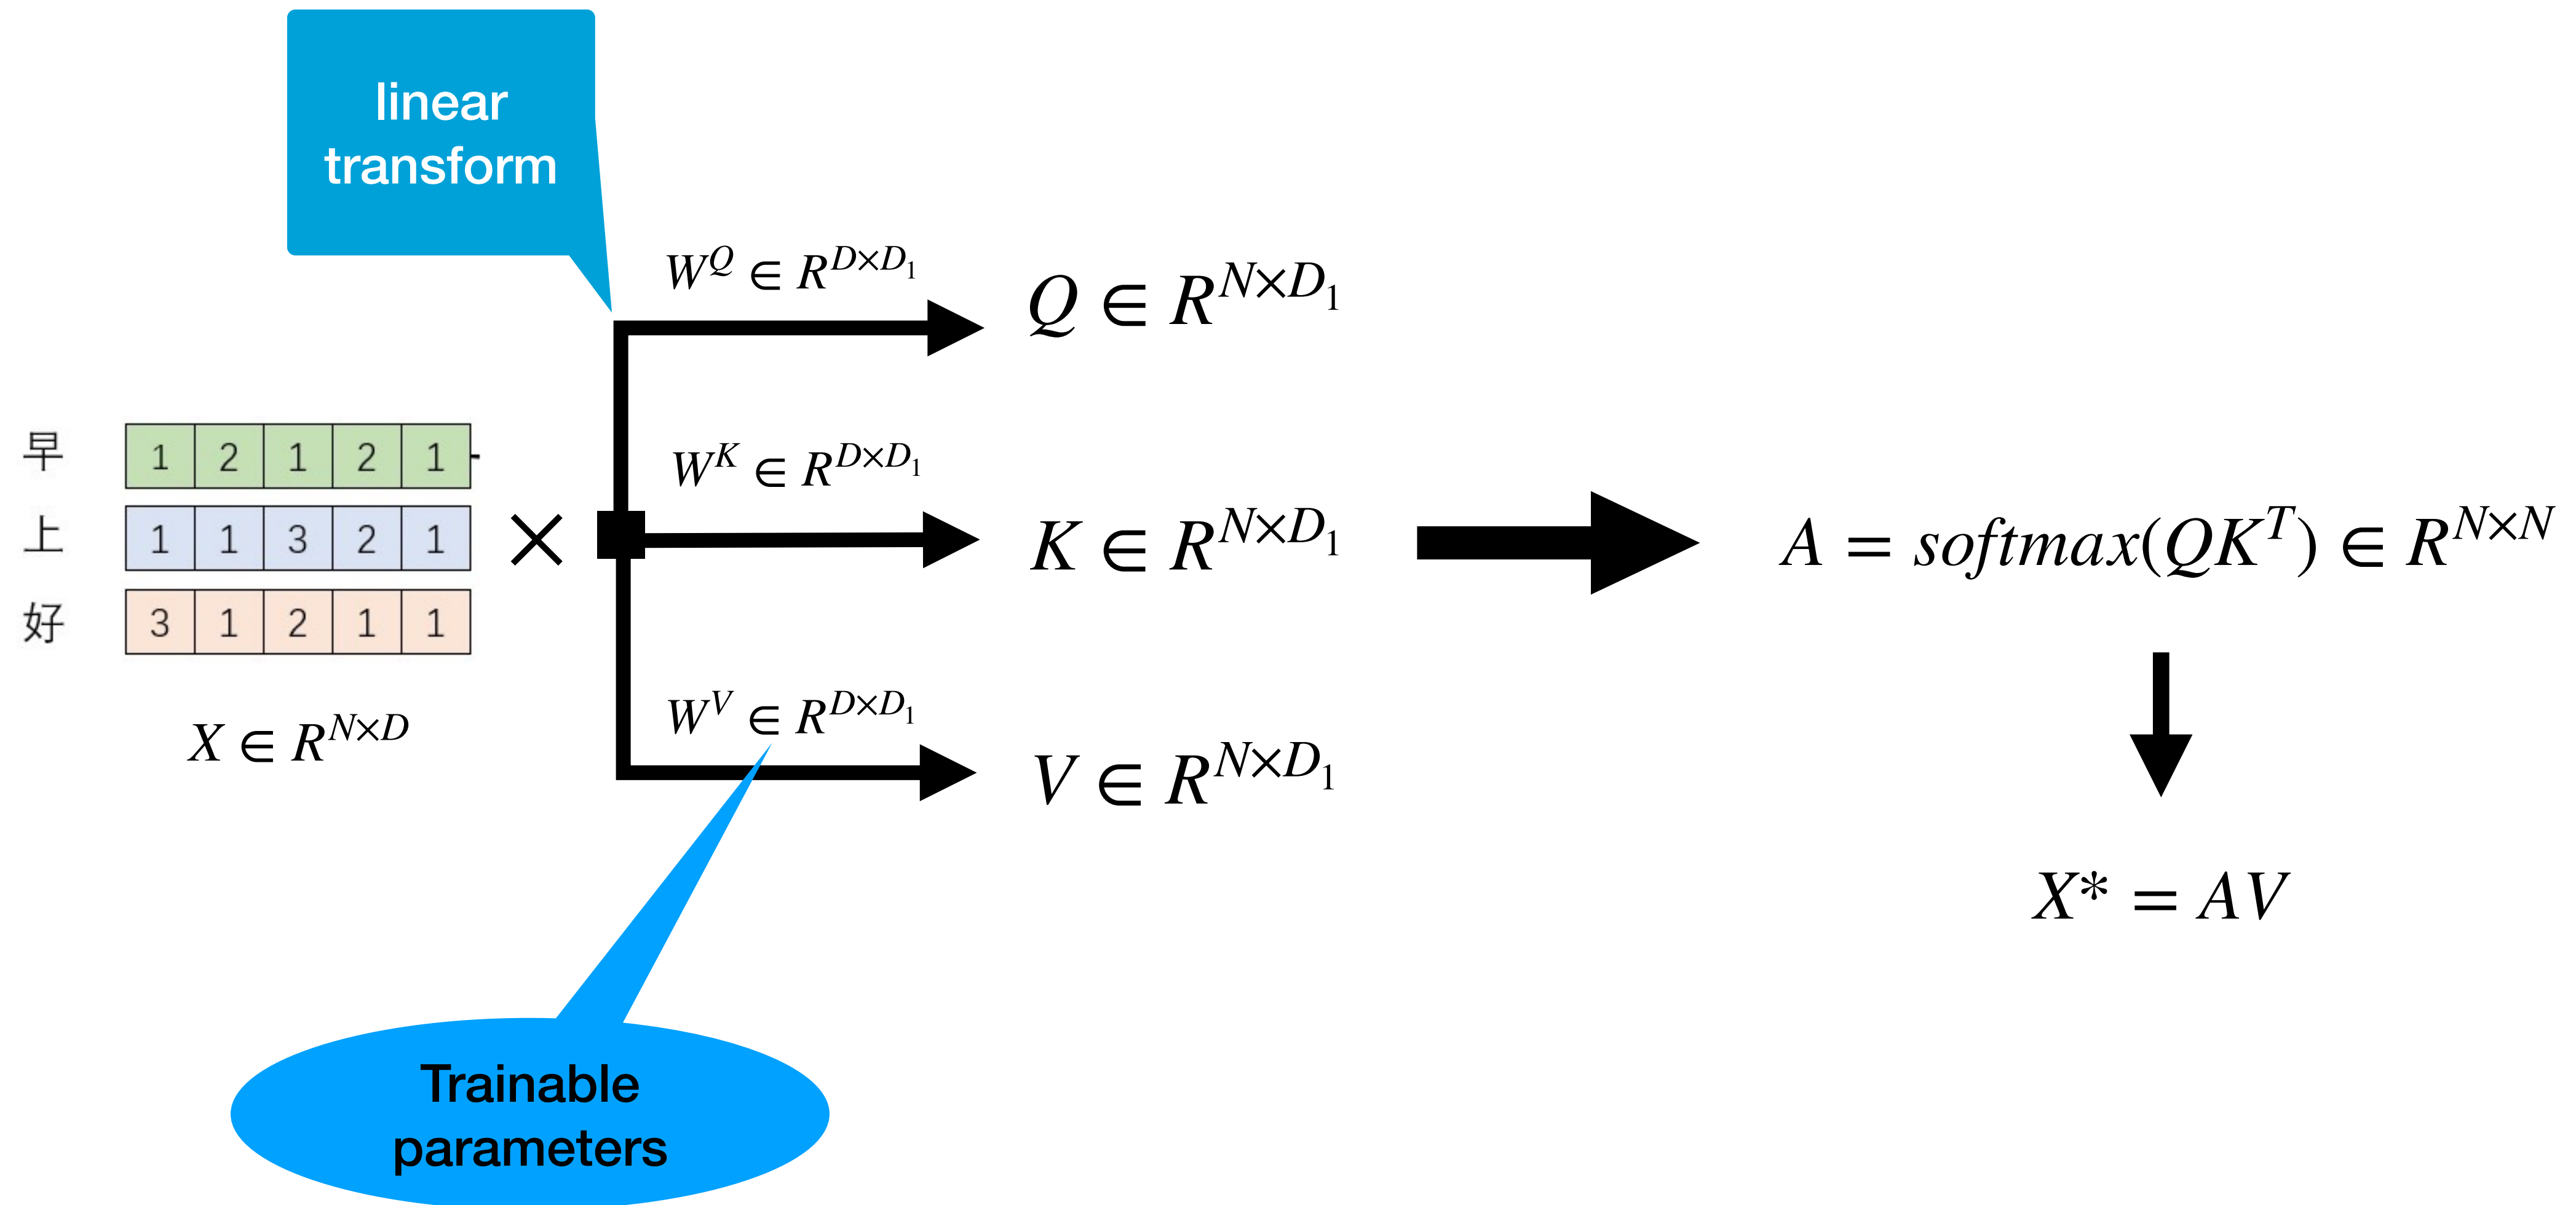 linear
transform
W^Q ∈ R^{D×D_1}
Q ∈ R^{N×D_1}
早 1 2 1 2 1
上 1 1 3 2 1
好 3 1 2 1 1
X ∈ R^{N×D}
×
W^K ∈ R^{D×D_1}
K ∈ R^{N×D_1}
W^V ∈ R^{D×D_1}
V ∈ R^{N×D_1}
A = softmax(QK^T) ∈ R^{N×N}
X* = AV
Trainable
parameters